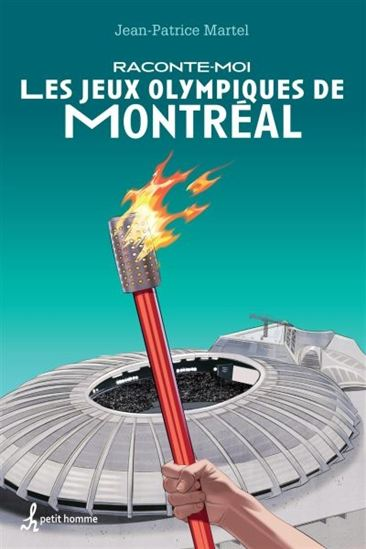 Jean-Patrice Martel
RACONTE-MOI
LES JEUX OLYMPIQUES DE
MONTRÉAL
petit homme